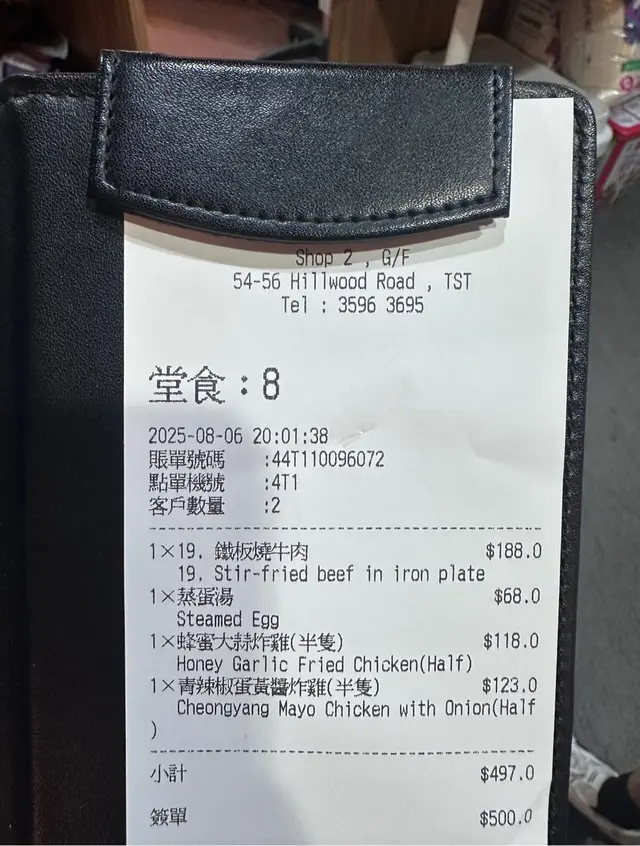 Shop 2 , G/F
54-56 Hillwood Road , TST
Tel : 3596 3695
堂食：8
2025-08-06 20:01:38
賬單號碼 :44T110096072
點單機號 :4T1
客戶數量 :2
1×19. 鐵板燒牛肉 $188.0
19. Stir-fried beef in iron plate
1×蒸蛋湯 $68.0
Steamed Egg
1×蜂蜜大蒜炸雞(半隻) $118.0
Honey Garlic Fried Chicken(Half)
1×青辣椒蛋黃醬炸雞(半隻) $123.0
Cheongyang Mayo Chicken with Onion(Half
)
小計 $497.0
簽單 $500.0